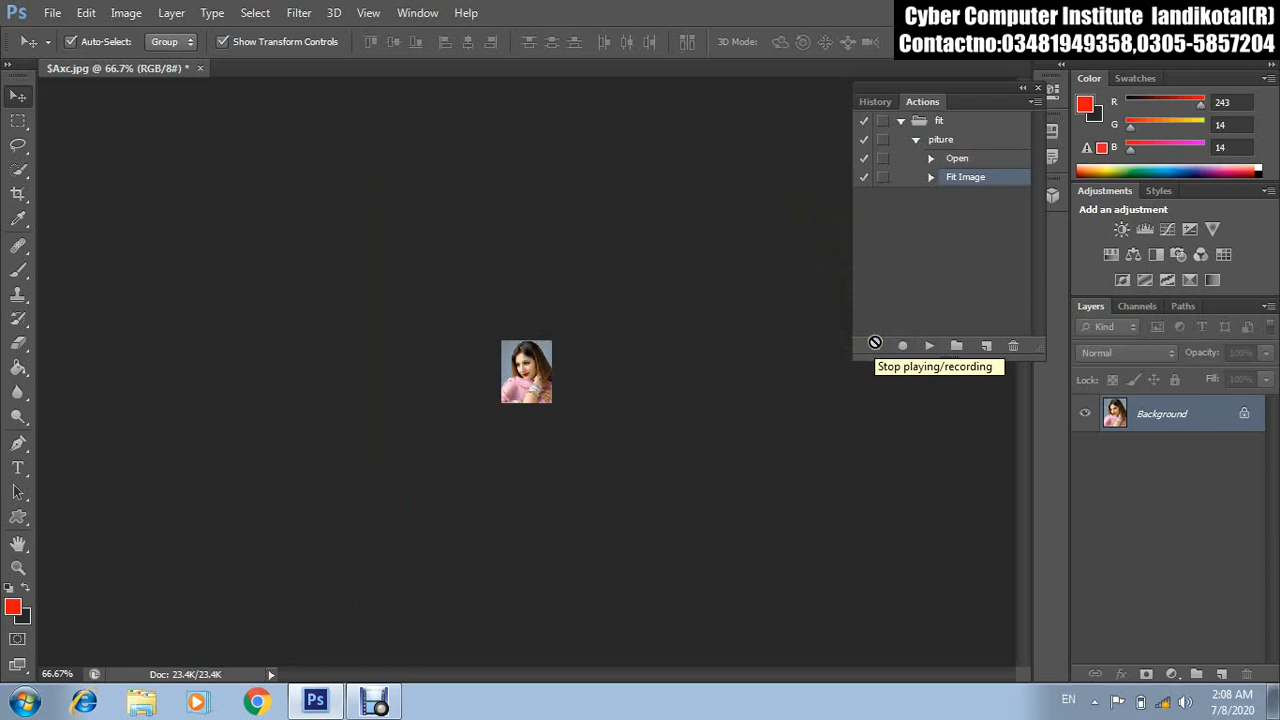 Ps File Edit Image Layer Type Select Filter 3D View Window Help
Cyber Computer Institute landikotal(R)
Contactno:03481949358,0305-5857204
Auto-Select: Group Show Transform Controls 3D Mode:
$Axc.jpg @ 66.7% (RGB/8#) * ×
History Actions
fit
piture
Open
Fit Image
Stop playing/recording
Color Swatches
R 243
G 14
B 14
Adjustments Styles
Add an adjustment
Layers Channels Paths
Kind
Normal Opacity: 100%
Lock: Fill: 100%
Background
66.67% Doc: 23.4K/23.4K
Ps EN 2:08 AM
7/8/2020